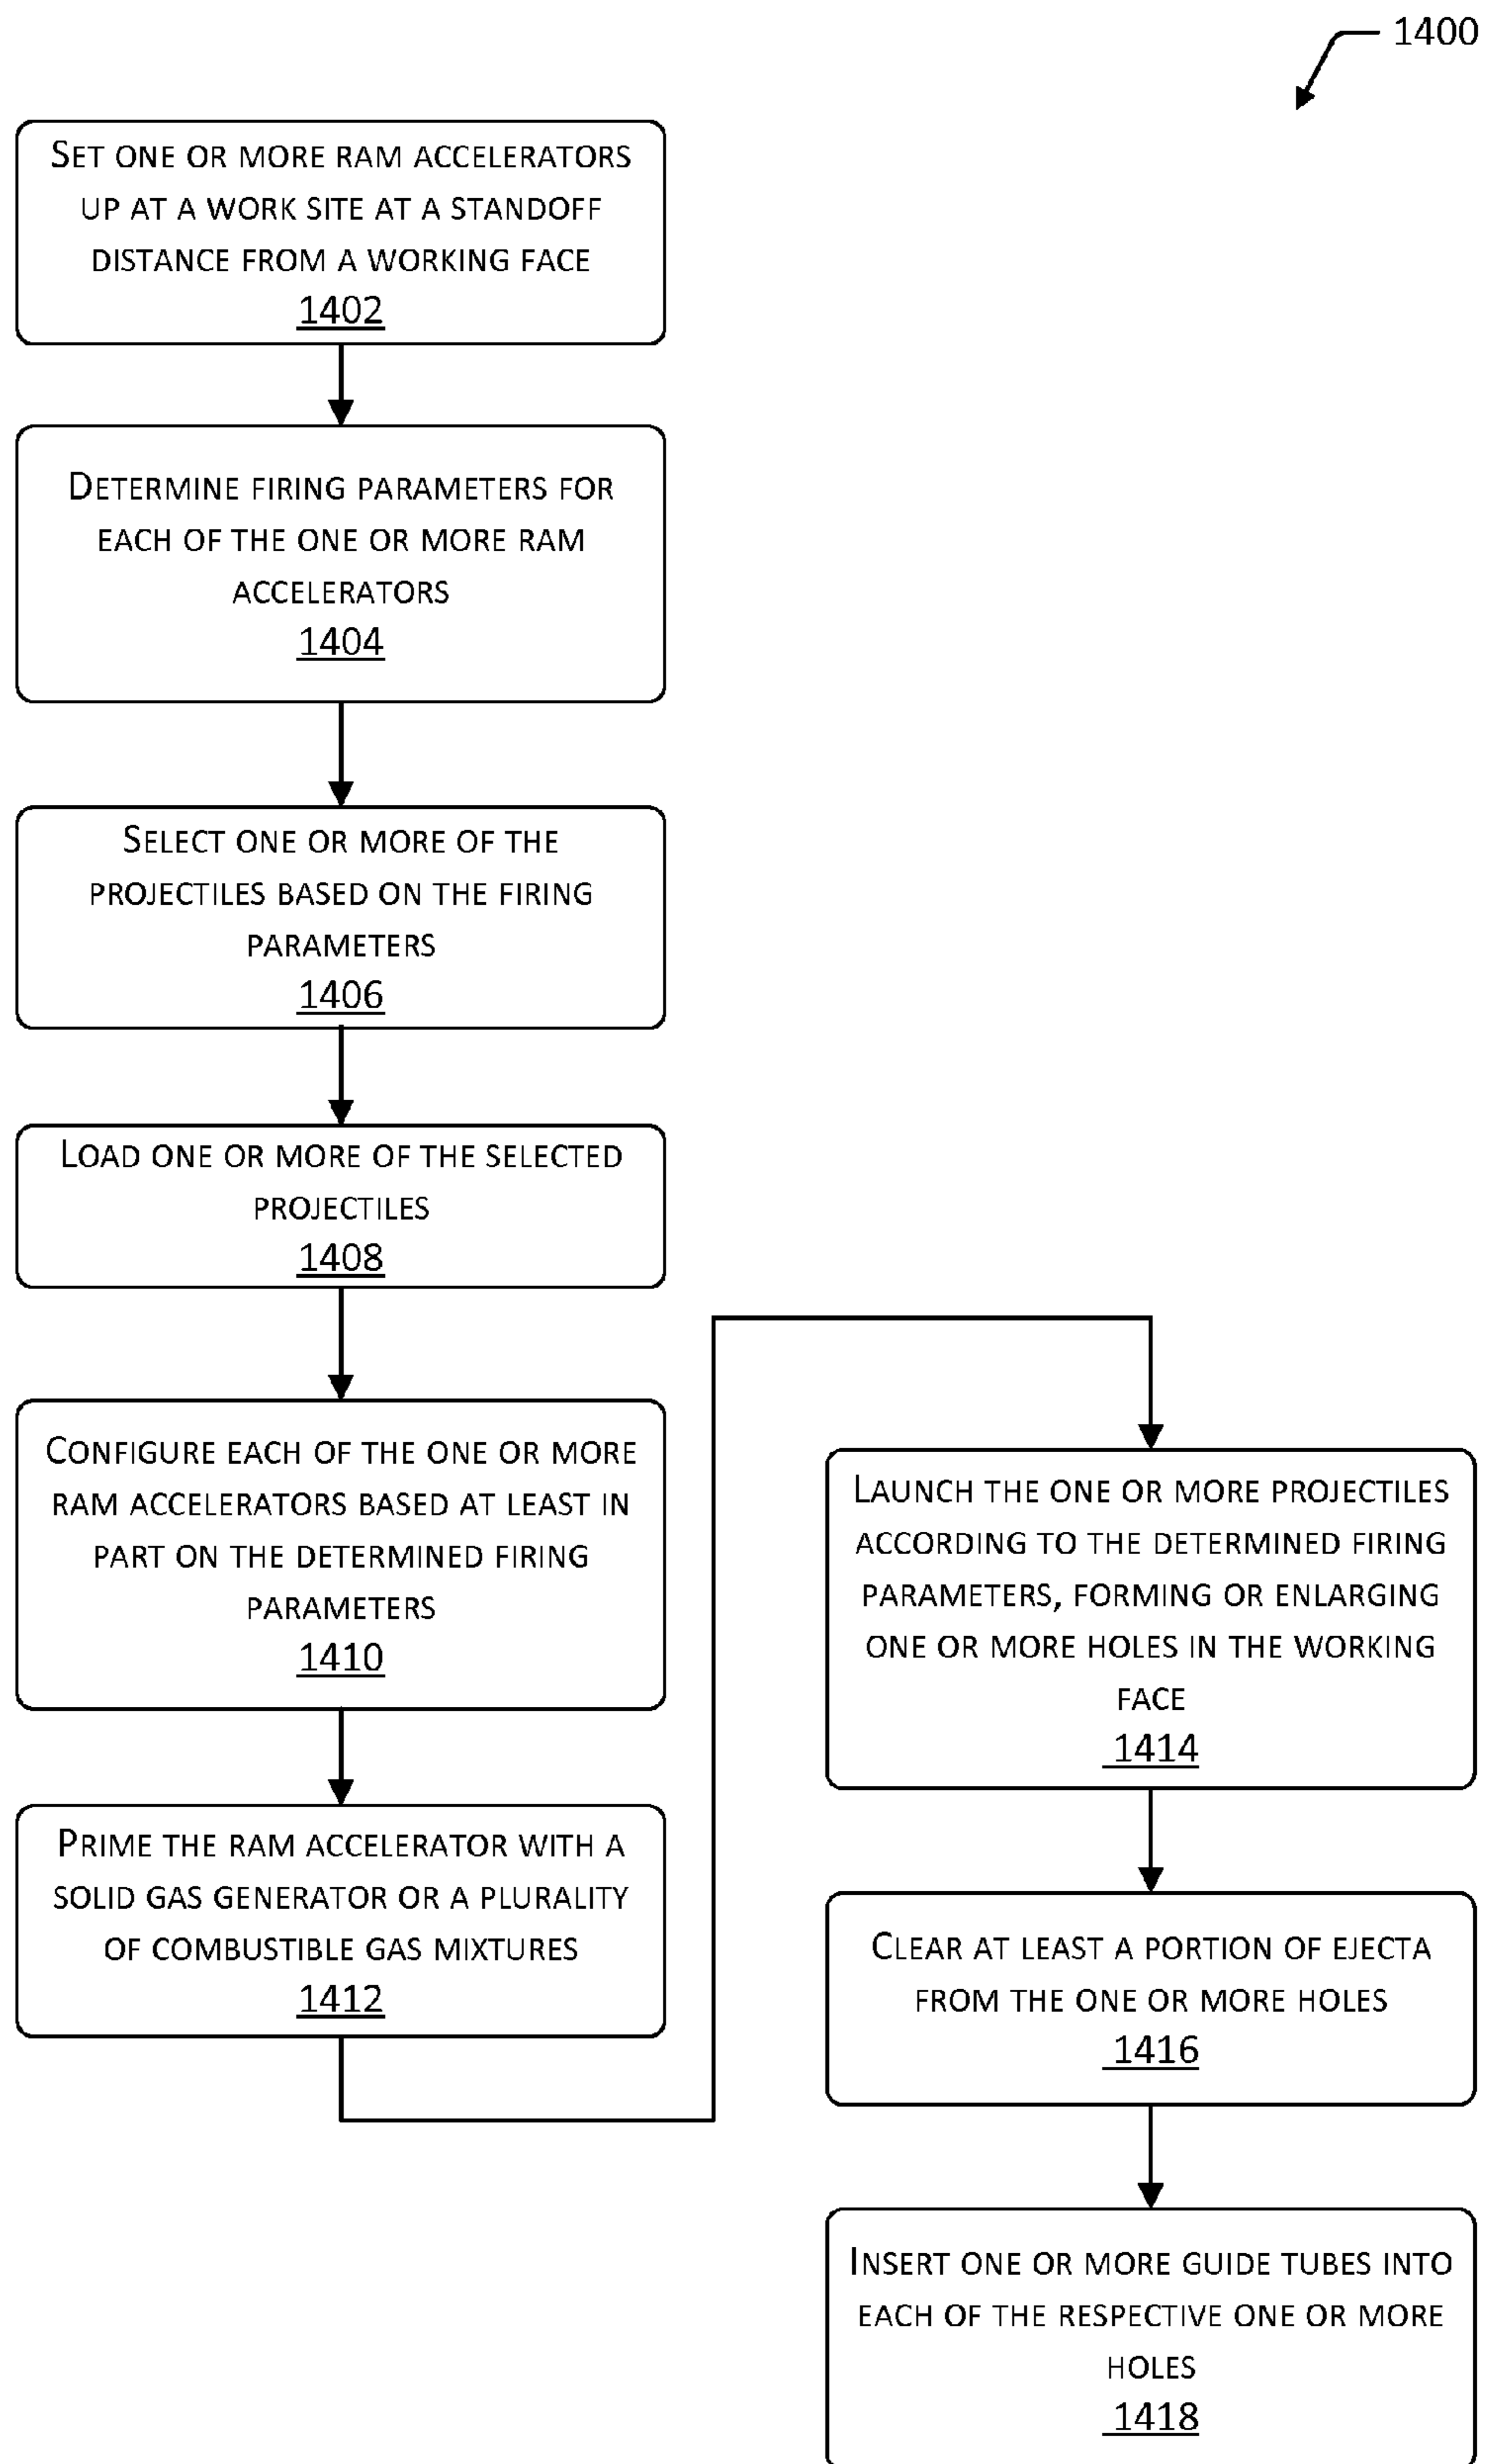 1400
SET ONE OR MORE RAM ACCELERATORS
UP AT A WORK SITE AT A STANDOFF
DISTANCE FROM A WORKING FACE
1402
DETERMINE FIRING PARAMETERS FOR
EACH OF THE ONE OR MORE RAM
ACCELERATORS
1404
SELECT ONE OR MORE OF THE
PROJECTILES BASED ON THE FIRING
PARAMETERS
1406
LOAD ONE OR MORE OF THE SELECTED
PROJECTILES
1408
CONFIGURE EACH OF THE ONE OR MORE
RAM ACCELERATORS BASED AT LEAST IN
PART ON THE DETERMINED FIRING
PARAMETERS
1410
PRIME THE RAM ACCELERATOR WITH A
SOLID GAS GENERATOR OR A PLURALITY
OF COMBUSTIBLE GAS MIXTURES
1412
LAUNCH THE ONE OR MORE PROJECTILES
ACCORDING TO THE DETERMINED FIRING
PARAMETERS, FORMING OR ENLARGING
ONE OR MORE HOLES IN THE WORKING
FACE
1414
CLEAR AT LEAST A PORTION OF EJECTA
FROM THE ONE OR MORE HOLES
1416
INSERT ONE OR MORE GUIDE TUBES INTO
EACH OF THE RESPECTIVE ONE OR MORE
HOLES
1418